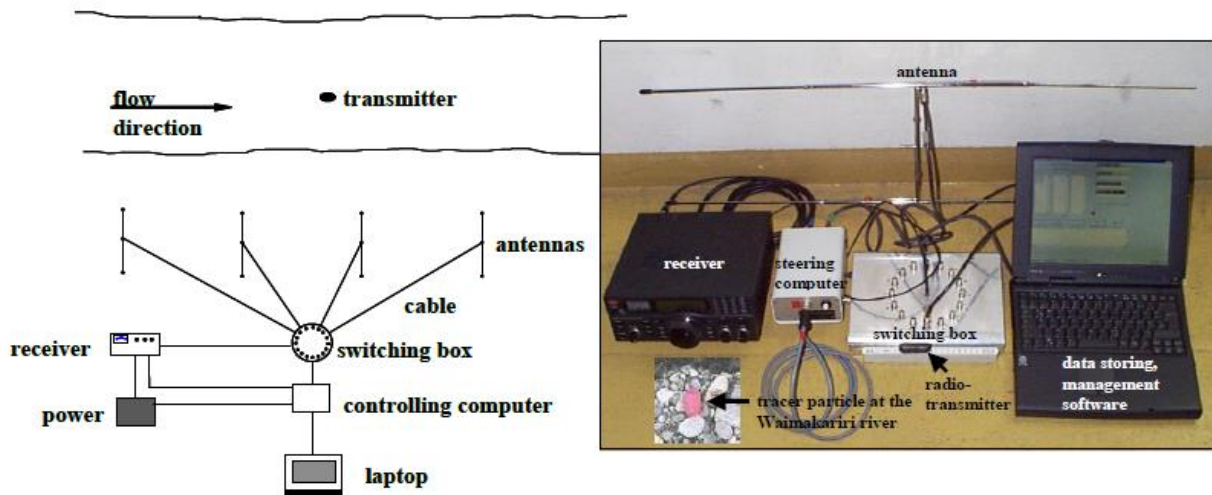 flow
direction
transmitter
antennas
cable
receiver
switching box
power
controlling computer
laptop
antenna
receiver
steering
computer
switching box
data storing,
management
software
radio-
transmitter
tracer particle at the
Waimakariri river